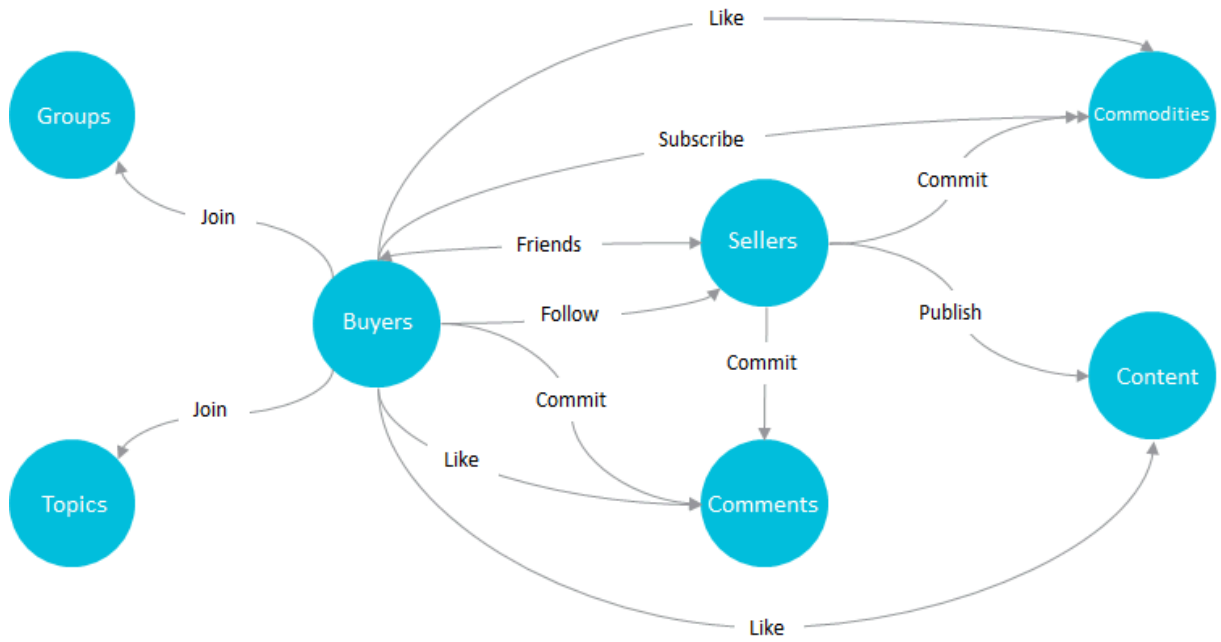 Like
Groups
Commodities
Subscribe
Commit
Join
Friends
Sellers
Follow
Buyers
Publish
Commit
Content
Commit
Join
Like
Topics
Comments
Like